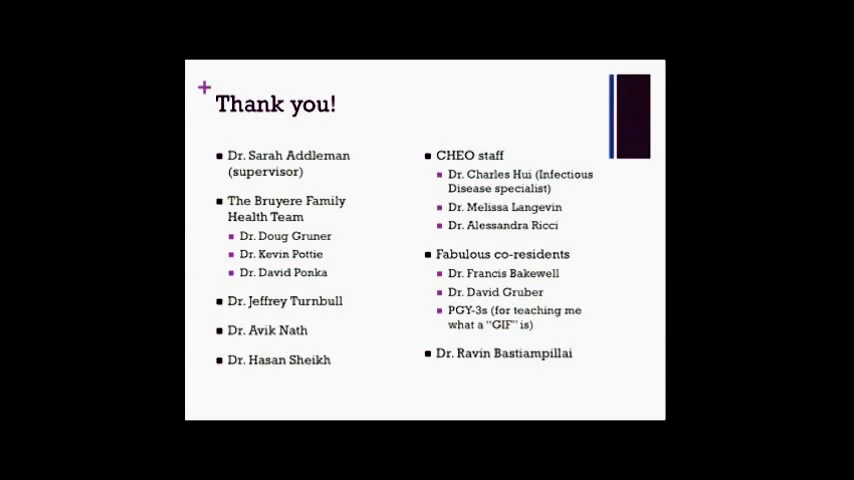 Thank you!
Dr. Sarah Addleman
(supervisor)
The Bruyere Family
Health Team
Dr. Doug Gruner
Dr. Kevin Pottie
Dr. David Ponka
Dr. Jeffrey Turnbull
Dr. Avik Nath
Dr. Hasan Sheikh
CHEO staff
Dr. Charles Hui (Infectious
Disease specialist)
Dr. Melissa Langevin
Dr. Alessandra Ricci
Fabulous co-residents
Dr. Francis Bakewell
Dr. David Gruber
PGY-3s (for teaching me
what a “GIF” is)
Dr. Ravin Bastiampillai